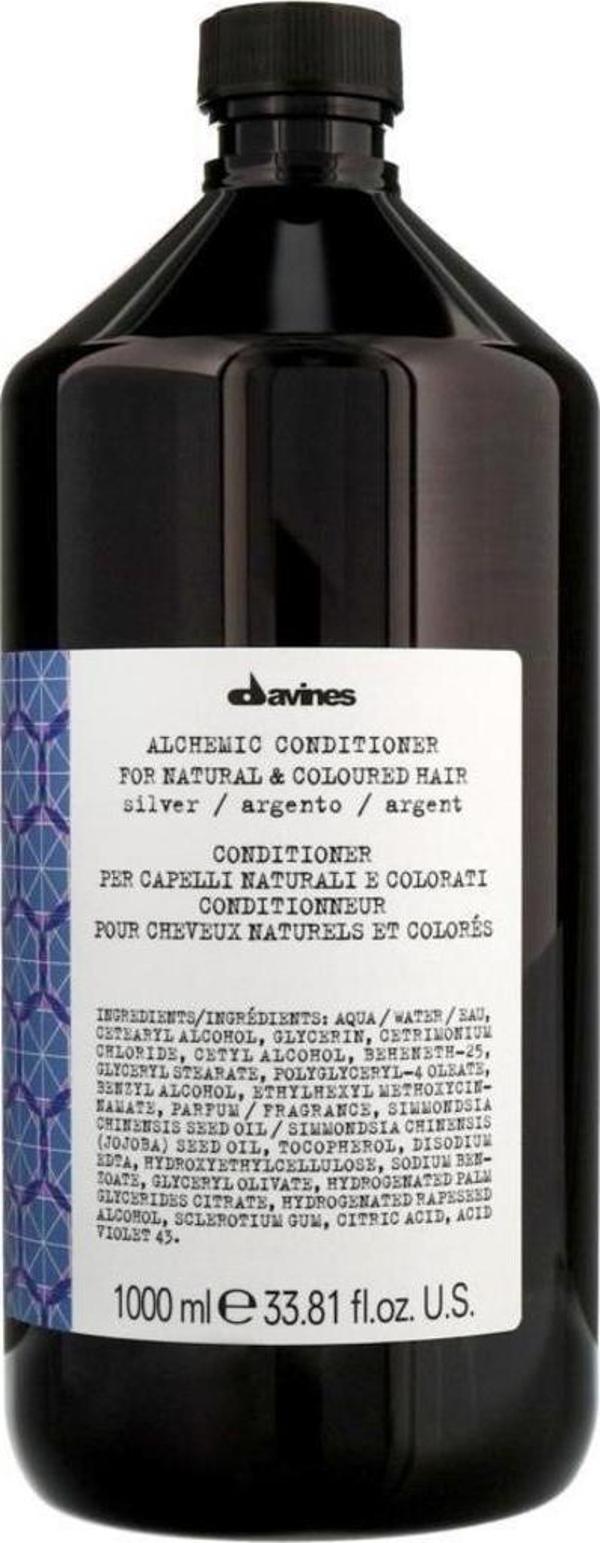 davines
ALCHEMIC CONDITIONER
FOR NATURAL & COLOURED HAIR
silver / argento / argent
CONDITIONER
PER CAPELLI NATURALI E COLORATI
CONDITIONNEUR
POUR CHEVEUX NATURELS ET COLORÉS
INGREDIENTS/INGRÉDIENTS: AQUA / WATER / EAU,
CETEARYL ALCOHOL, GLYCERIN, CETRIMONIUM
CHLORIDE, CETYL ALCOHOL, BEHENETH-25,
GLYCERYL STEARATE, POLYGLYCERYL-4 OLEATE,
BENZYL ALCOHOL, ETHYLHEXYL METHOXYCIN-
NAMATE, PARFUM / FRAGRANCE, SIMMONDSIA
CHINENSIS SEED OIL / SIMMONDSIA CHINENSIS
(JOJOBA) SEED OIL, TOCOPHEROL, DISODIUM
EDTA, HYDROXYETHYLCELLULOSE, SODIUM BEN-
ZOATE, GLYCERYL OLIVATE, HYDROGENATED PALM
GLYCERIDES CITRATE, HYDROGENATED RAPESEED
ALCOHOL, SCLEROTIUM GUM, CITRIC ACID, ACID
VIOLET 43.
1000 ml e 33.81 fl.oz. U.S.